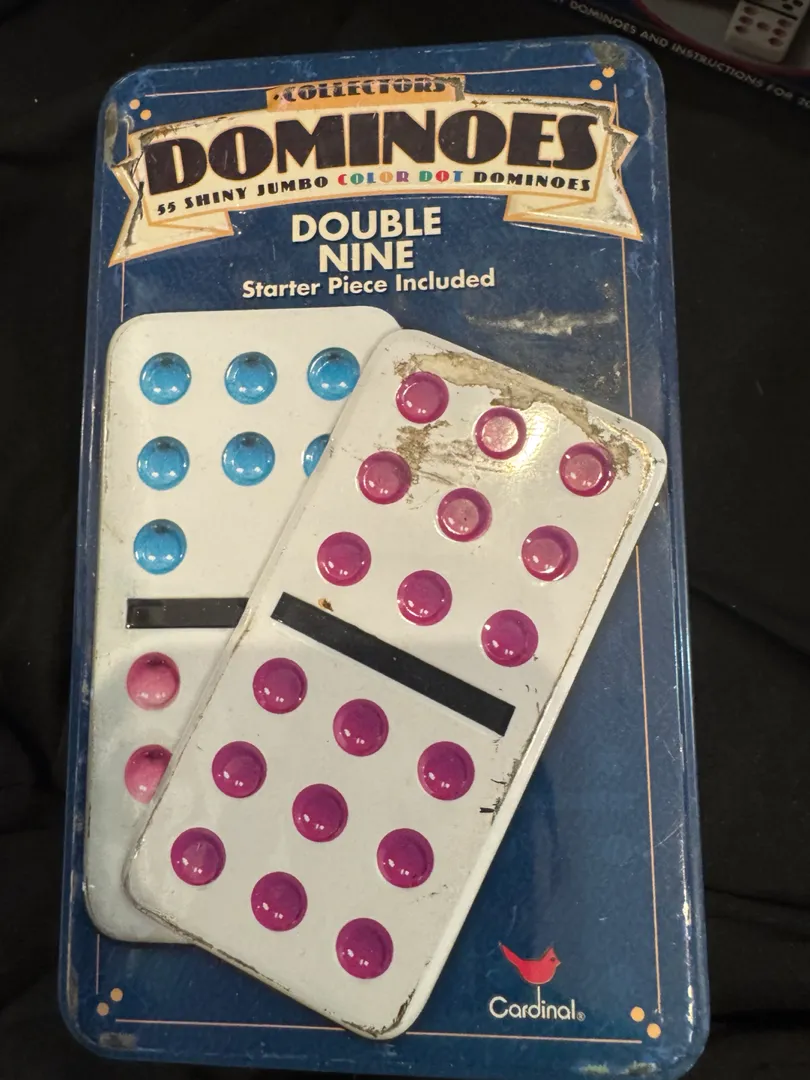 DOMINOES AND INSTRUCTIONS FOR
COLLECTORS'
DOMINOES
55 SHINY JUMBO COLOR DOT DOMINOES
DOUBLE
NINE
Starter Piece Included
Cardinal®